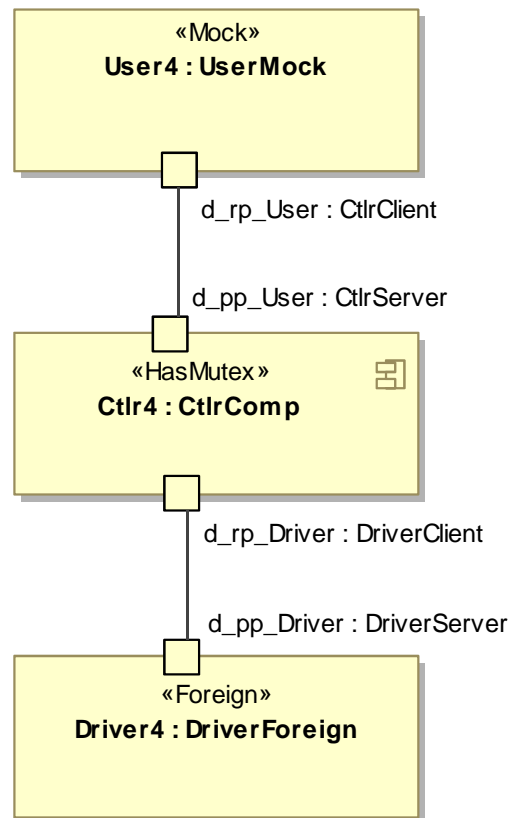 «Mock»
User4 : UserMock
d_rp_User : CtlrClient
d_pp_User : CtlrServer
«HasMutex»
Ctlr4 : CtlrComp
d_rp_Driver : DriverClient
d_pp_Driver : DriverServer
«Foreign»
Driver4 : DriverForeign